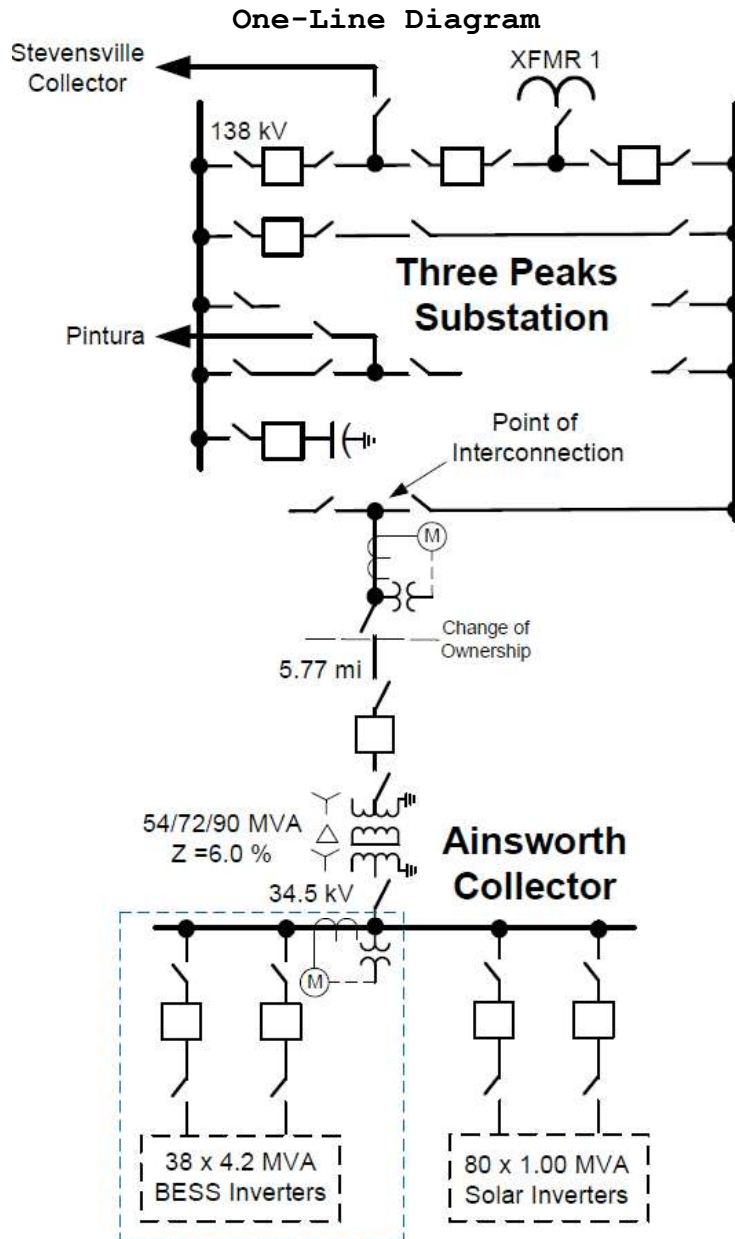 One-Line Diagram
Stevensville
Collector
XFMR 1
138 kV
Three Peaks
Substation
Pintura
Point of
Interconnection
M
Change of
Ownership
5.77 mi
54/72/90 MVA
Z =6.0 %
Ainsworth
Collector
34.5 kV
M
38 x 4.2 MVA
BESS Inverters
80 x 1.00 MVA
Solar Inverters